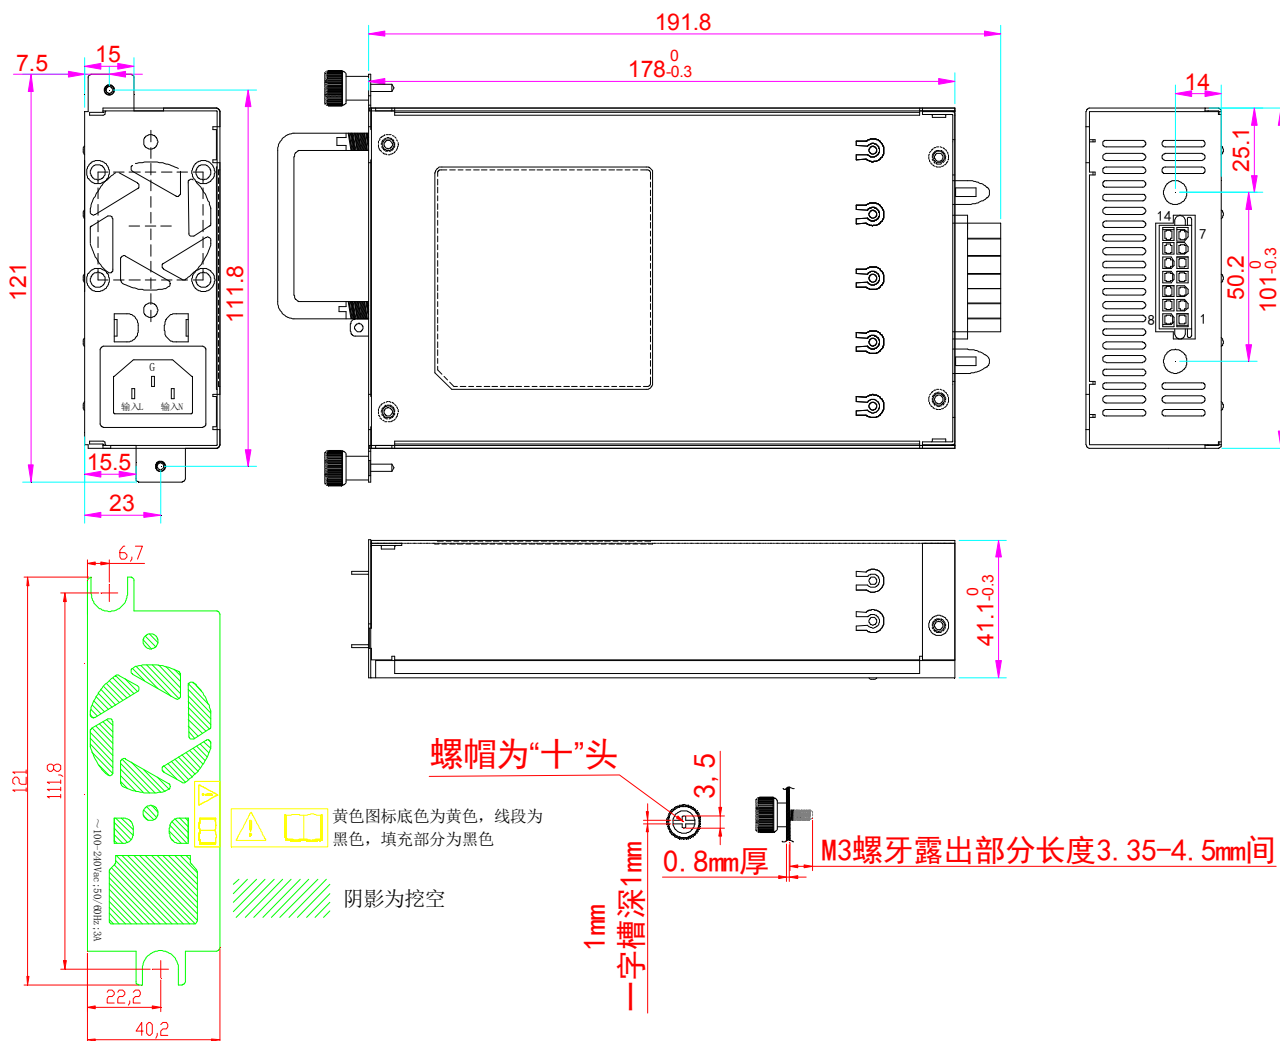 191.8
178 0 -0.3
7.5
15
14
25.1
121
111.8
50.2
101 0 -0.3
14
7
8
1
G
输入L
输入N
15.5
23
6,7
41.1 0 -0.3
121
111,8
~100-240Vac;50/60Hz;3A
22,2
40,2
黄色图标底色为黄色，线段为
黑色，填充部分为黑色
阴影为挖空
螺帽为“十”头
3,5
0.8mm厚
M3螺牙露出部分长度3.35-4.5mm间
1mm
一字槽深1mm